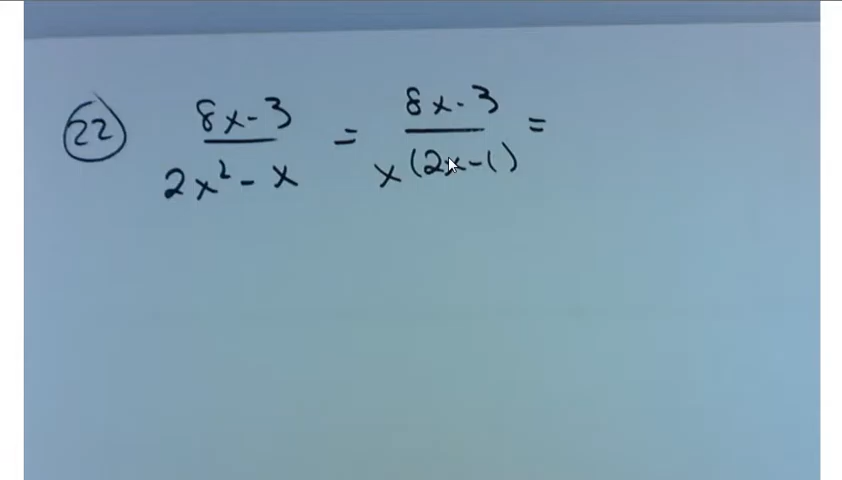 22 8x-3 / 2x² - x = 8x-3 / x(2x-1) =